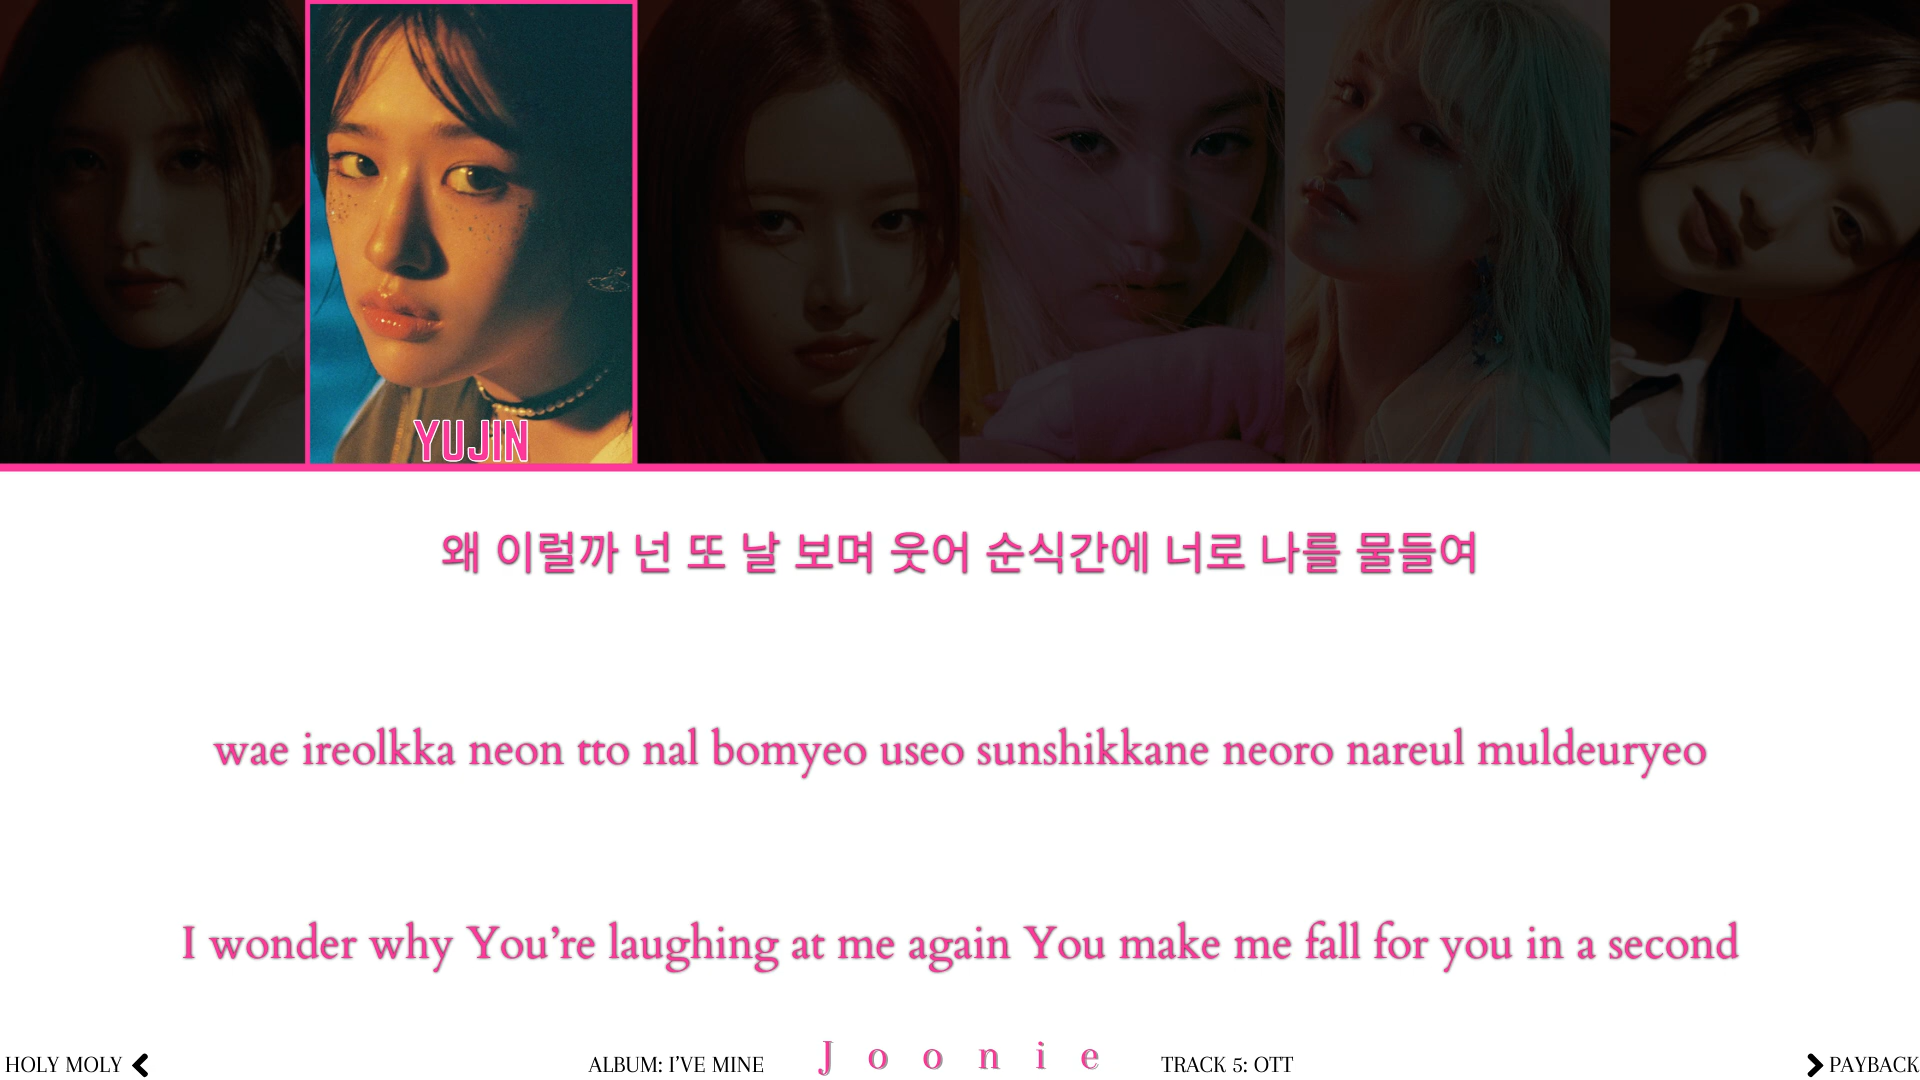 YUJIN
왜 이럴까 넌 또 날 보며 웃어 순식간에 너로 나를 물들여
wae ireolkka neon tto nal bomyeo useo sunshikkane neoro nareul muldeuryeo
I wonder why You’re laughing at me again You make me fall for you in a second
HOLY MOLY
ALBUM: I’VE MINE
Joonie
TRACK 5: OTT
PAYBACK